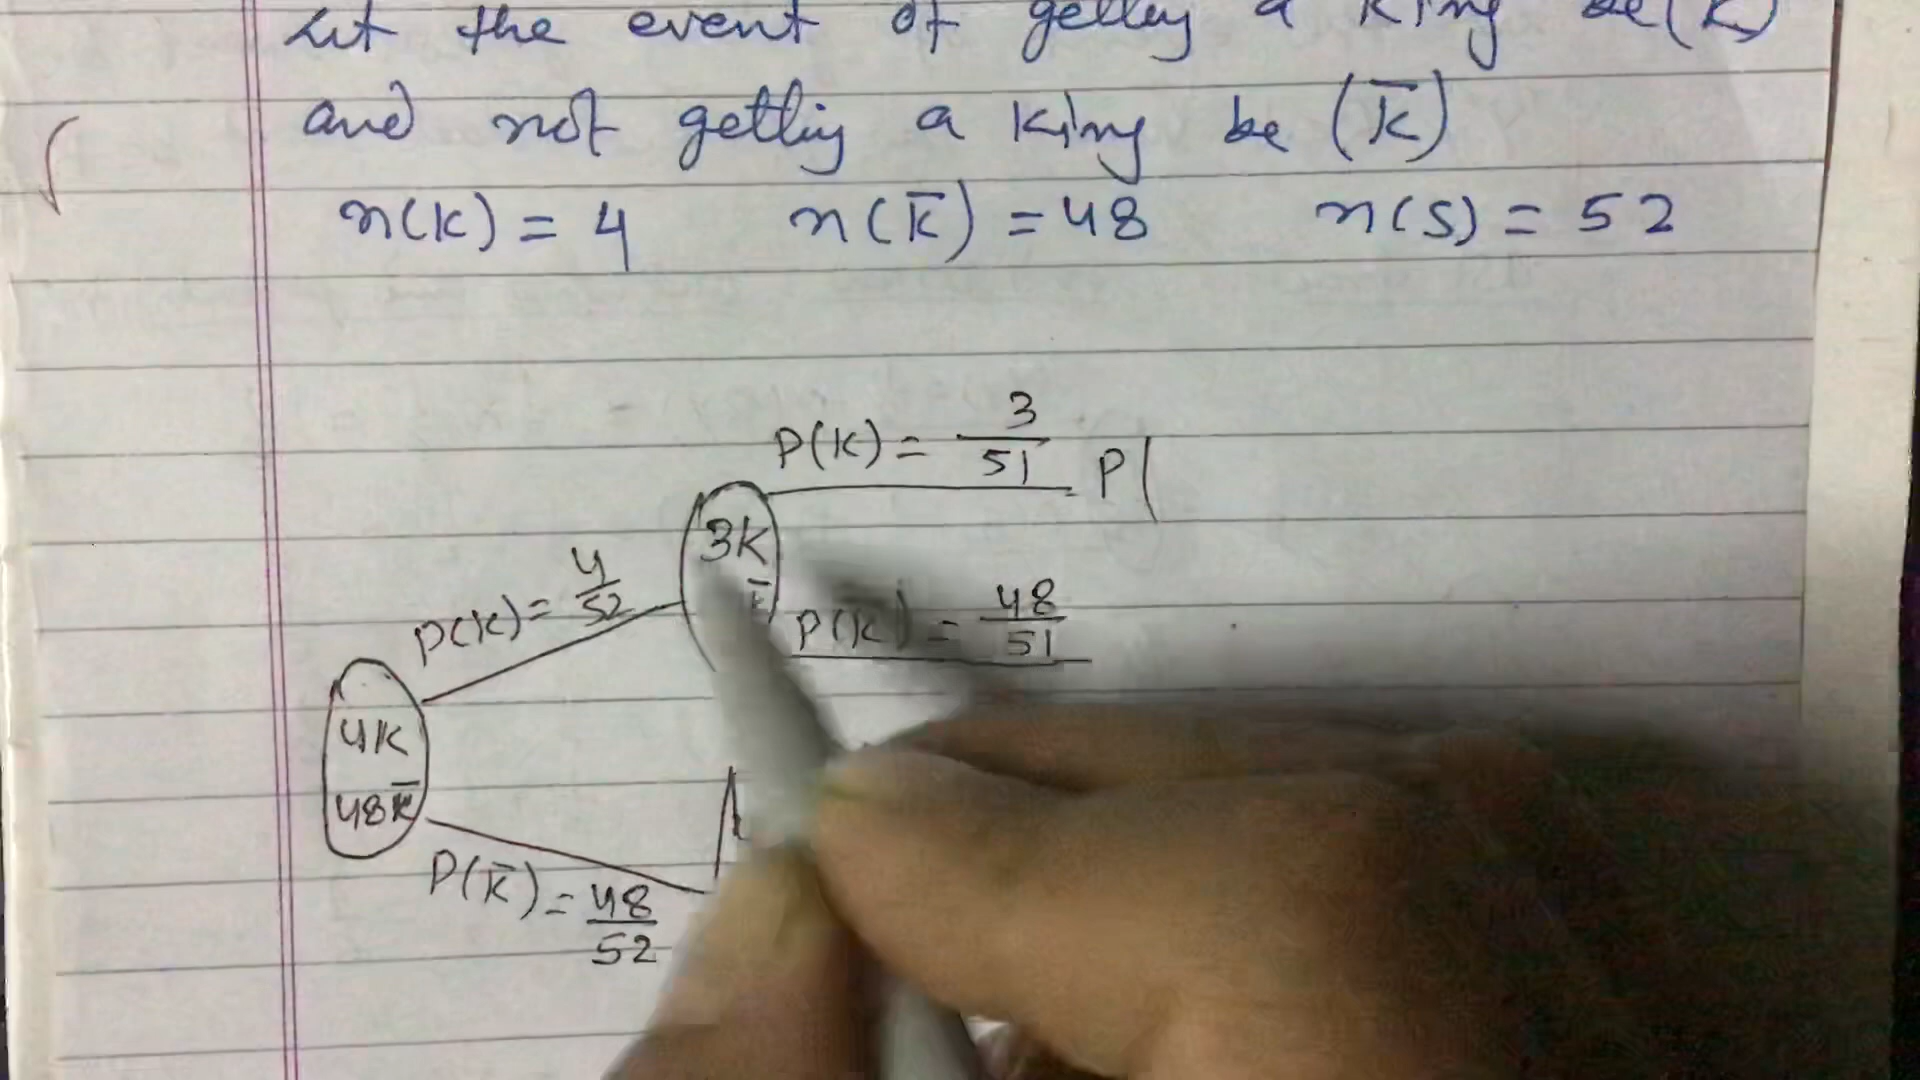 Let the event of getting a king be (K)
and not getting a king be (K̅)
n(K) = 4 n(K̅) = 48 n(S) = 52
P(K) = 3/51 P(
3K
P(K) = 4/52
P(K̅) = 48/51
4K
48K̅
P(K̅) = 48/52